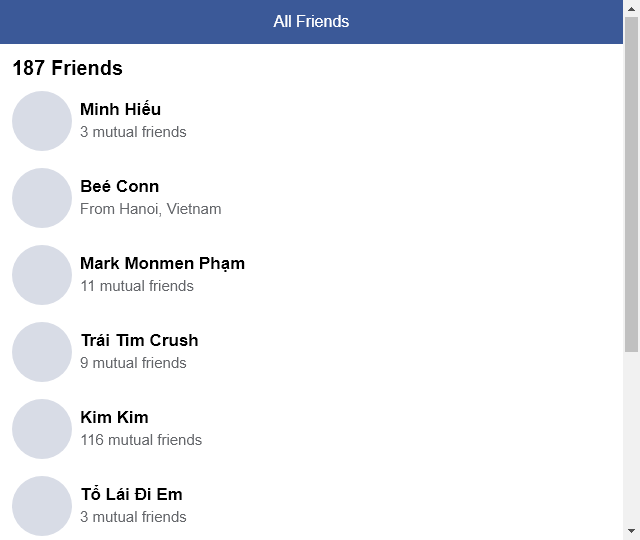 All Friends
187 Friends
Minh Hiếu
3 mutual friends
Beé Conn
From Hanoi, Vietnam
Mark Monmen Phạm
11 mutual friends
Trái Tim Crush
9 mutual friends
Kim Kim
116 mutual friends
Tổ Lái Đi Em
3 mutual friends